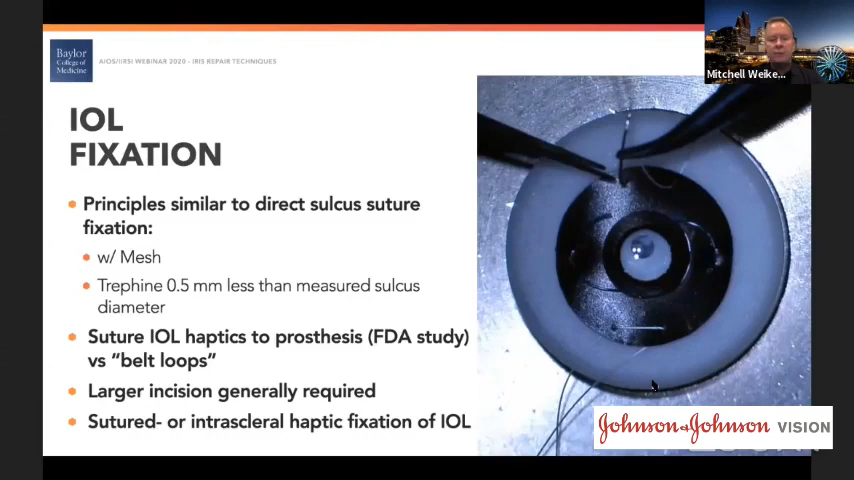 Baylor
College of
Medicine
AIOS/IIRSI WEBINAR 2020 - IRIS REPAIR TECHNIQUES
Mitchell Weike...
IOL
FIXATION
Principles similar to direct sulcus suture
fixation:
w/ Mesh
Trephine 0.5 mm less than measured sulcus
diameter
Suture IOL haptics to prosthesis (FDA study)
vs “belt loops”
Larger incision generally required
Sutured- or intrascleral haptic fixation of IOL
Johnson & Johnson VISION